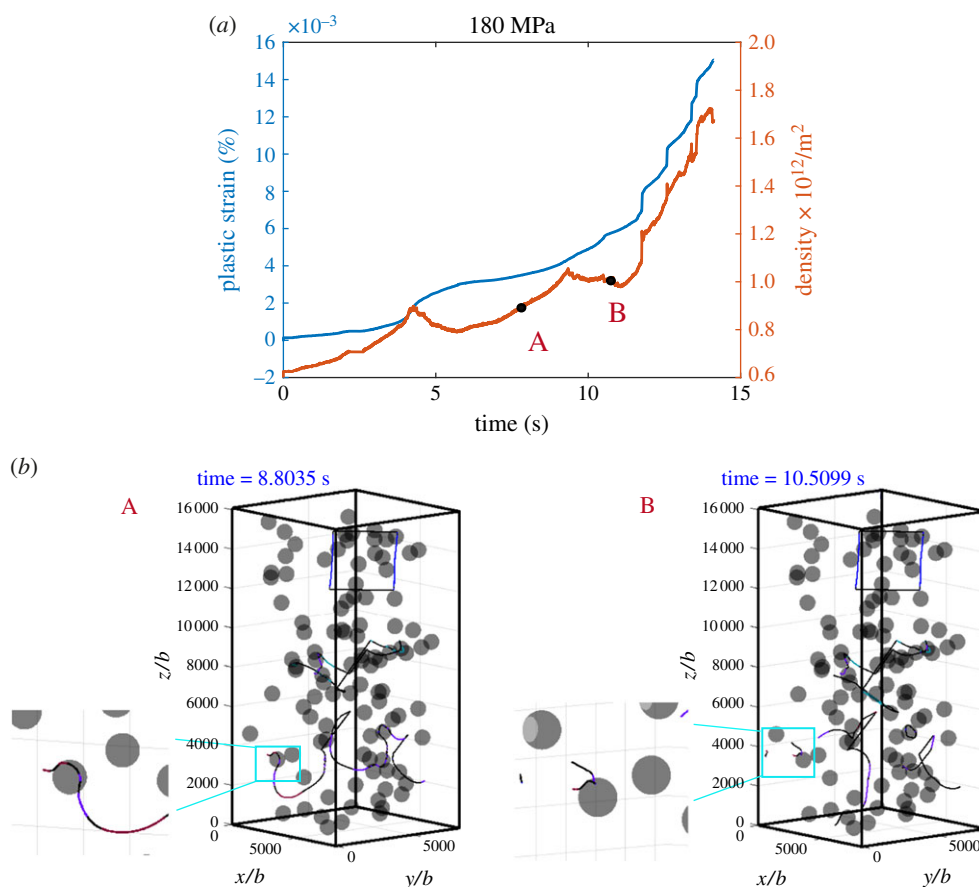 (a)
×10⁻³
180 MPa
16
14
12
10
8
6
4
2
0
−2
plastic strain (%)
2.0
1.8
1.6
1.4
1.2
1.0
0.8
0.6
density × 10¹²/m²
A
B
0
5
10
15
time (s)
(b)
time = 8.8035 s
A
16 000
14 000
12 000
10 000
8000
6000
4000
2000
0
z/b
5000
0
5000
x/b
y/b
time = 10.5099 s
B
16 000
14 000
12 000
10 000
8000
6000
4000
2000
0
z/b
5000
0
5000
x/b
y/b